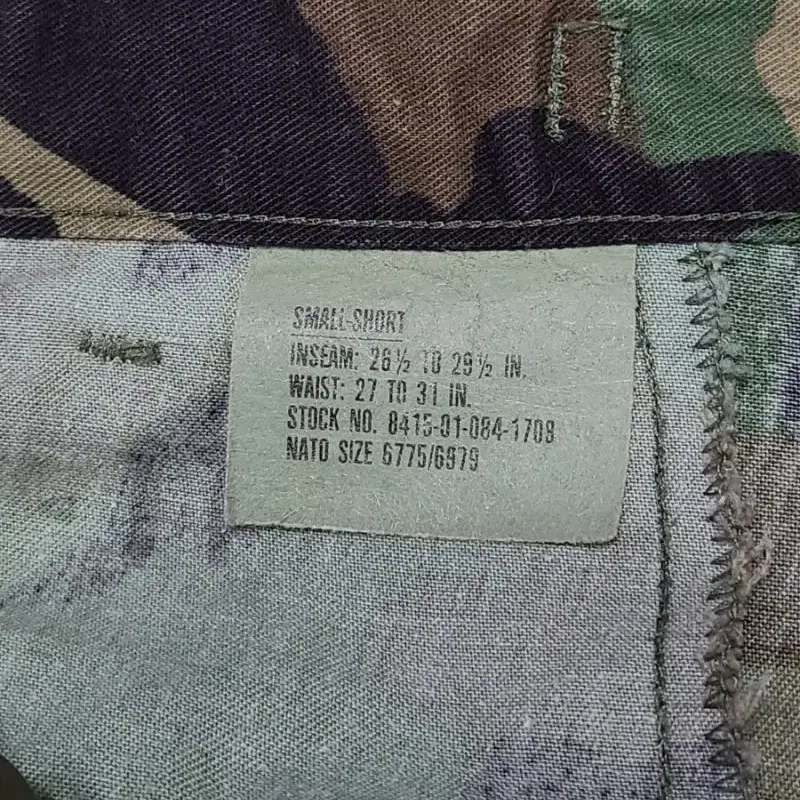 SMALL-SHORT
INSEAM: 26½ TO 29½ IN.
WAIST: 27 TO 31 IN.
STOCK NO. 8415-01-084-1709
NATO SIZE 6775/6979